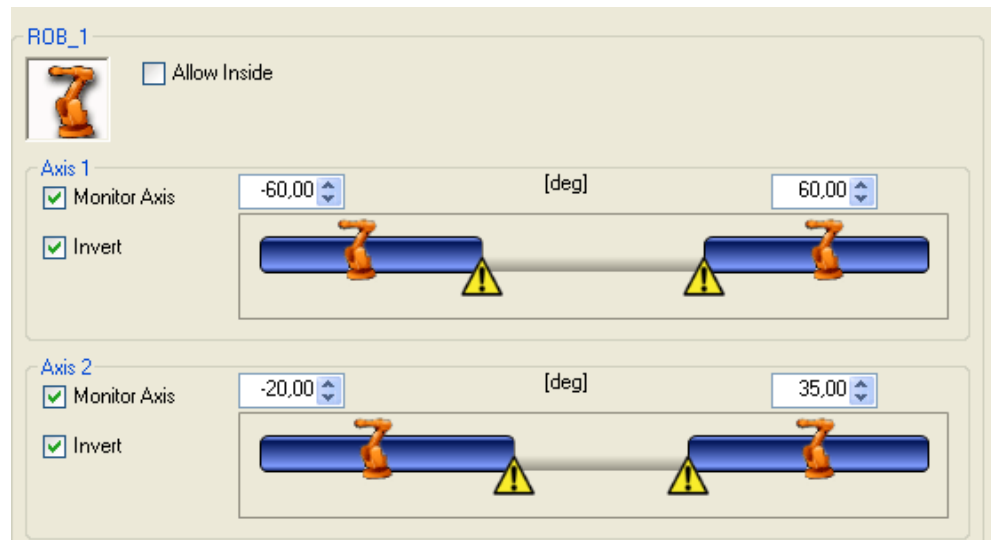 ROB_1
Allow Inside
Axis 1
Monitor Axis -60,00 [deg] 60,00
Invert
Axis 2
Monitor Axis -20,00 [deg] 35,00
Invert